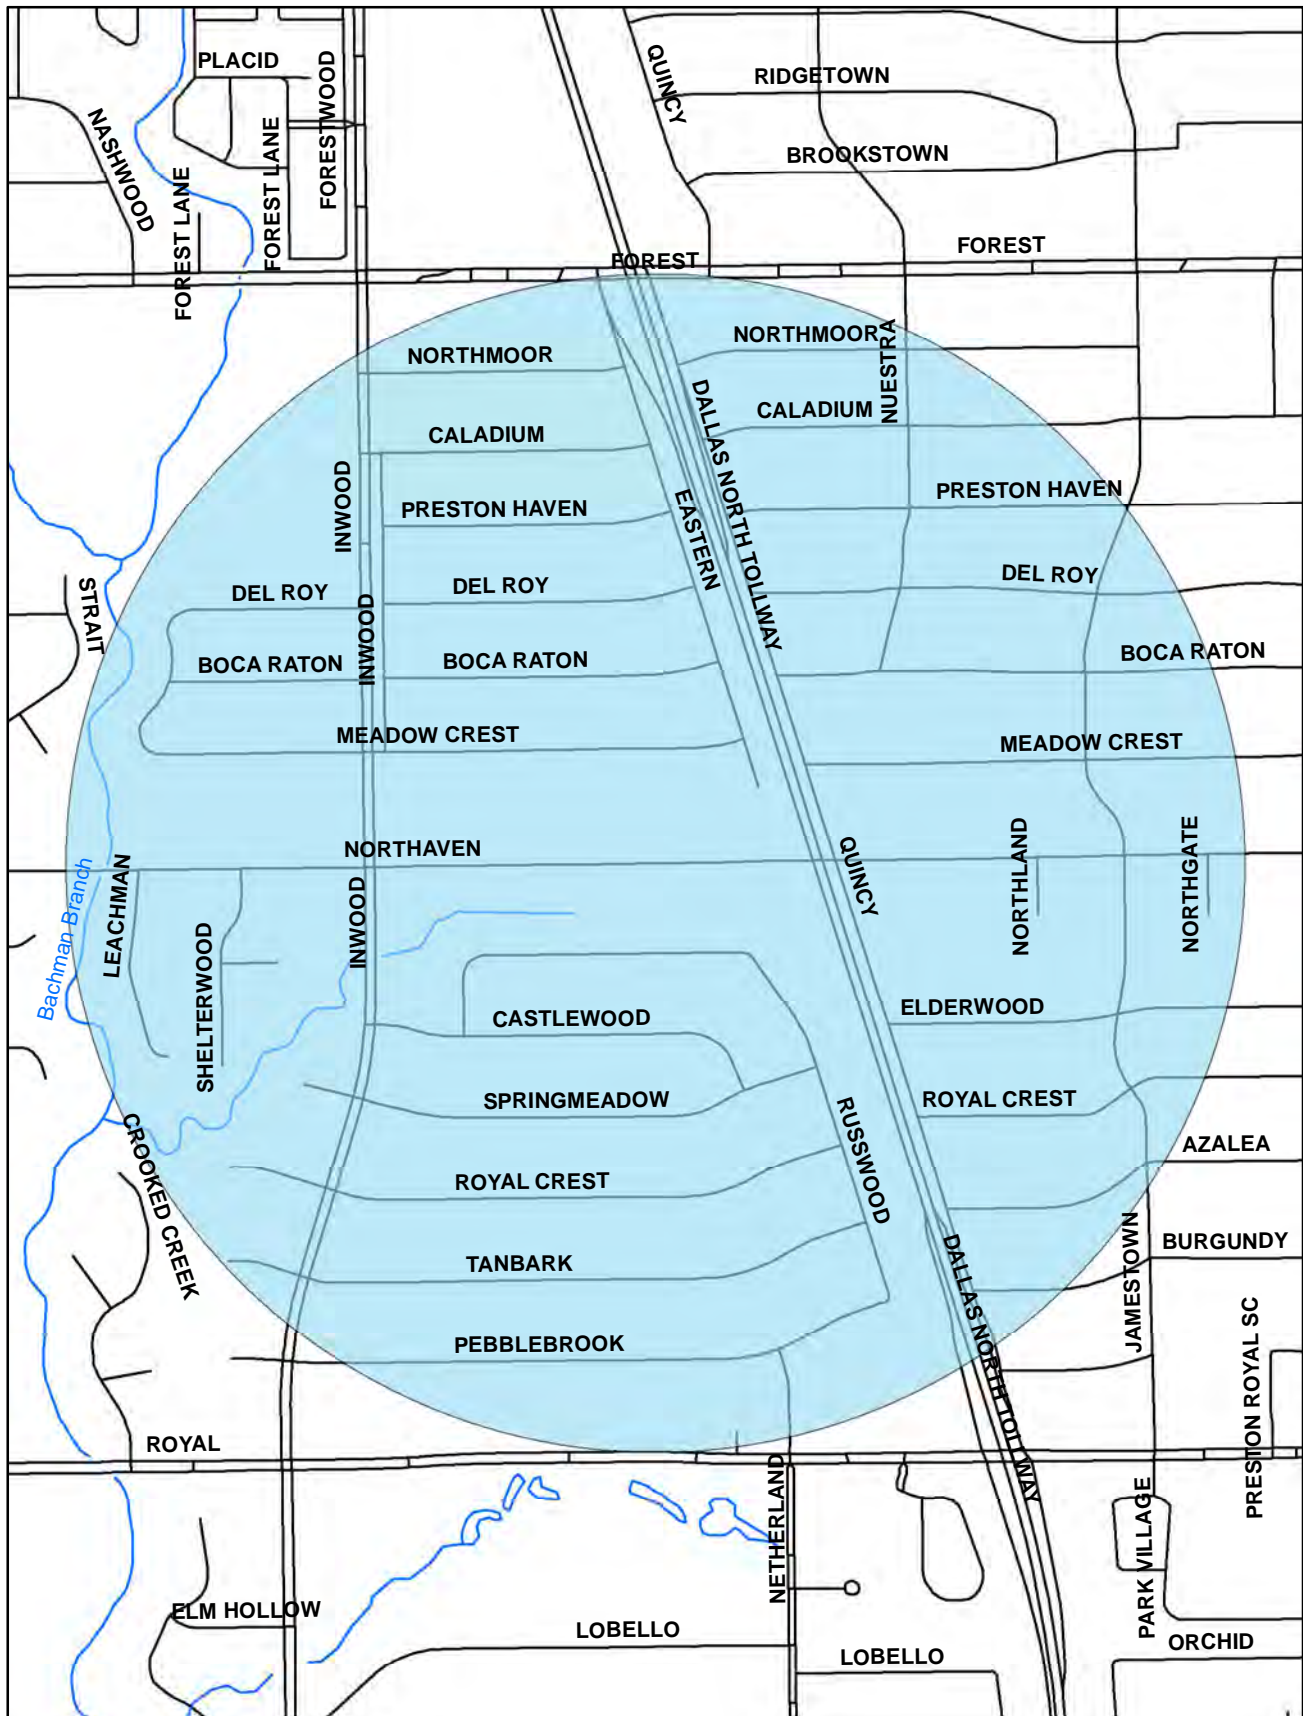 PLACID
FORESTWOOD
QUINCY
RIDGETOWN
NASHWOOD
FOREST LANE
FOREST LANE
BROOKSTOWN
FOREST
FOREST
NORTHMOOR
NORTHMOOR
NUESTRA
CALADIUM
CALADIUM
DALLAS NORTH TOLLWAY
INWOOD
PRESTON HAVEN
PRESTON HAVEN
EASTERN
STRAIT
DEL ROY
DEL ROY
DEL ROY
INWOOD
BOCA RATON
BOCA RATON
BOCA RATON
MEADOW CREST
MEADOW CREST
NORTHAVEN
QUINCY
NORTHLAND
NORTHGATE
Bachman Branch
LEACHMAN
INWOOD
SHELTERWOOD
CASTLEWOOD
ELDERWOOD
SPRINGMEADOW
ROYAL CREST
RUSSWOOD
CROOKED CREEK
AZALEA
ROYAL CREST
JAMESTOWN
BURGUNDY
TANBARK
DALLAS NORTH TOLLWAY
PEBBLEBROOK
PRESTON ROYAL SC
ROYAL
NETHERLAND
PARK VILLAGE
ELM HOLLOW
LOBELLO
LOBELLO
ORCHID